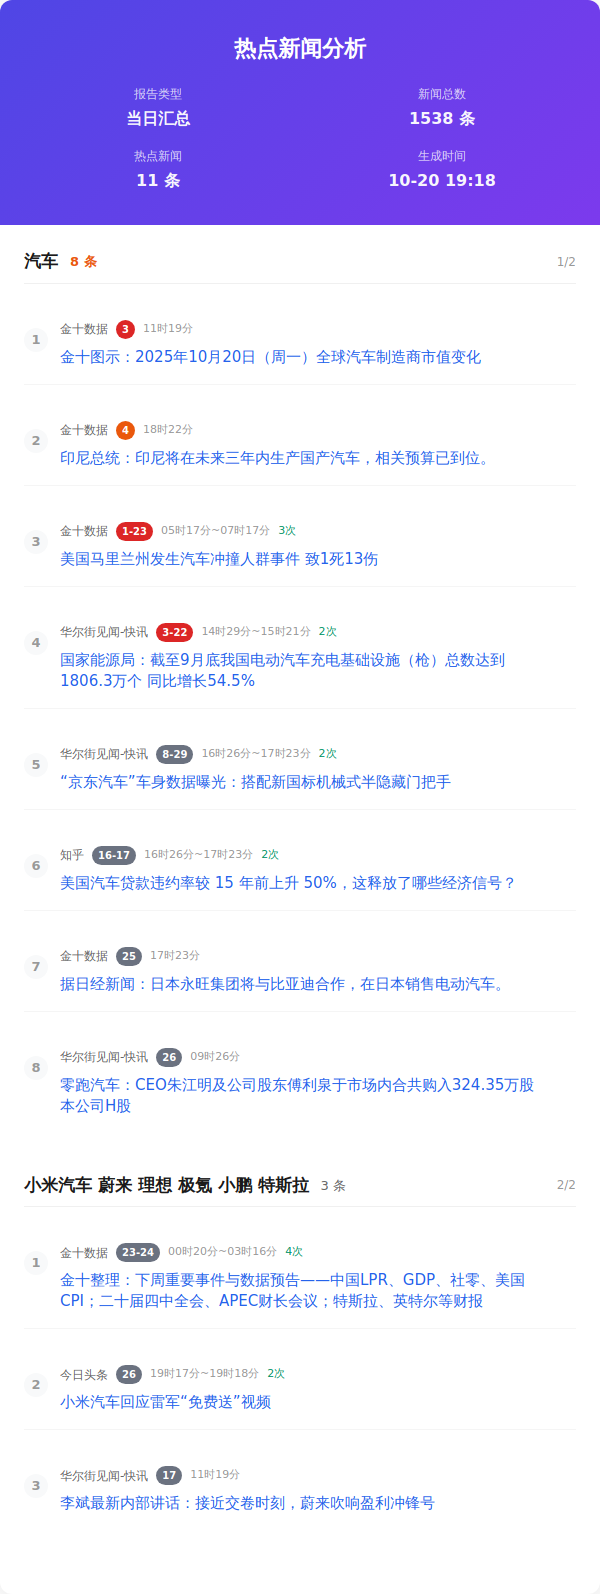 热点新闻分析
报告类型 新闻总数
当日汇总 1538 条
热点新闻 生成时间
11 条 10-20 19:18
汽车 8 条 1/2
1 金十数据 3 11时19分
金十图示：2025年10月20日（周一）全球汽车制造商市值变化
2 金十数据 4 18时22分
印尼总统：印尼将在未来三年内生产国产汽车，相关预算已到位。
3 金十数据 1-23 05时17分~07时17分 3次
美国马里兰州发生汽车冲撞人群事件 致1死13伤
4 华尔街见闻-快讯 3-22 14时29分~15时21分 2次
国家能源局：截至9月底我国电动汽车充电基础设施（枪）总数达到
1806.3万个 同比增长54.5%
5 华尔街见闻-快讯 8-29 16时26分~17时23分 2次
“京东汽车”车身数据曝光：搭配新国标机械式半隐藏门把手
6 知乎 16-17 16时26分~17时23分 2次
美国汽车贷款违约率较 15 年前上升 50%，这释放了哪些经济信号？
7 金十数据 25 17时23分
据日经新闻：日本永旺集团将与比亚迪合作，在日本销售电动汽车。
8 华尔街见闻-快讯 26 09时26分
零跑汽车：CEO朱江明及公司股东傅利泉于市场内合共购入324.35万股
本公司H股
小米汽车 蔚来 理想 极氪 小鹏 特斯拉 3 条 2/2
1 金十数据 23-24 00时20分~03时16分 4次
金十整理：下周重要事件与数据预告——中国LPR、GDP、社零、美国
CPI；二十届四中全会、APEC财长会议；特斯拉、英特尔等财报
2 今日头条 26 19时17分~19时18分 2次
小米汽车回应雷军“免费送”视频
3 华尔街见闻-快讯 17 11时19分
李斌最新内部讲话：接近交卷时刻，蔚来吹响盈利冲锋号